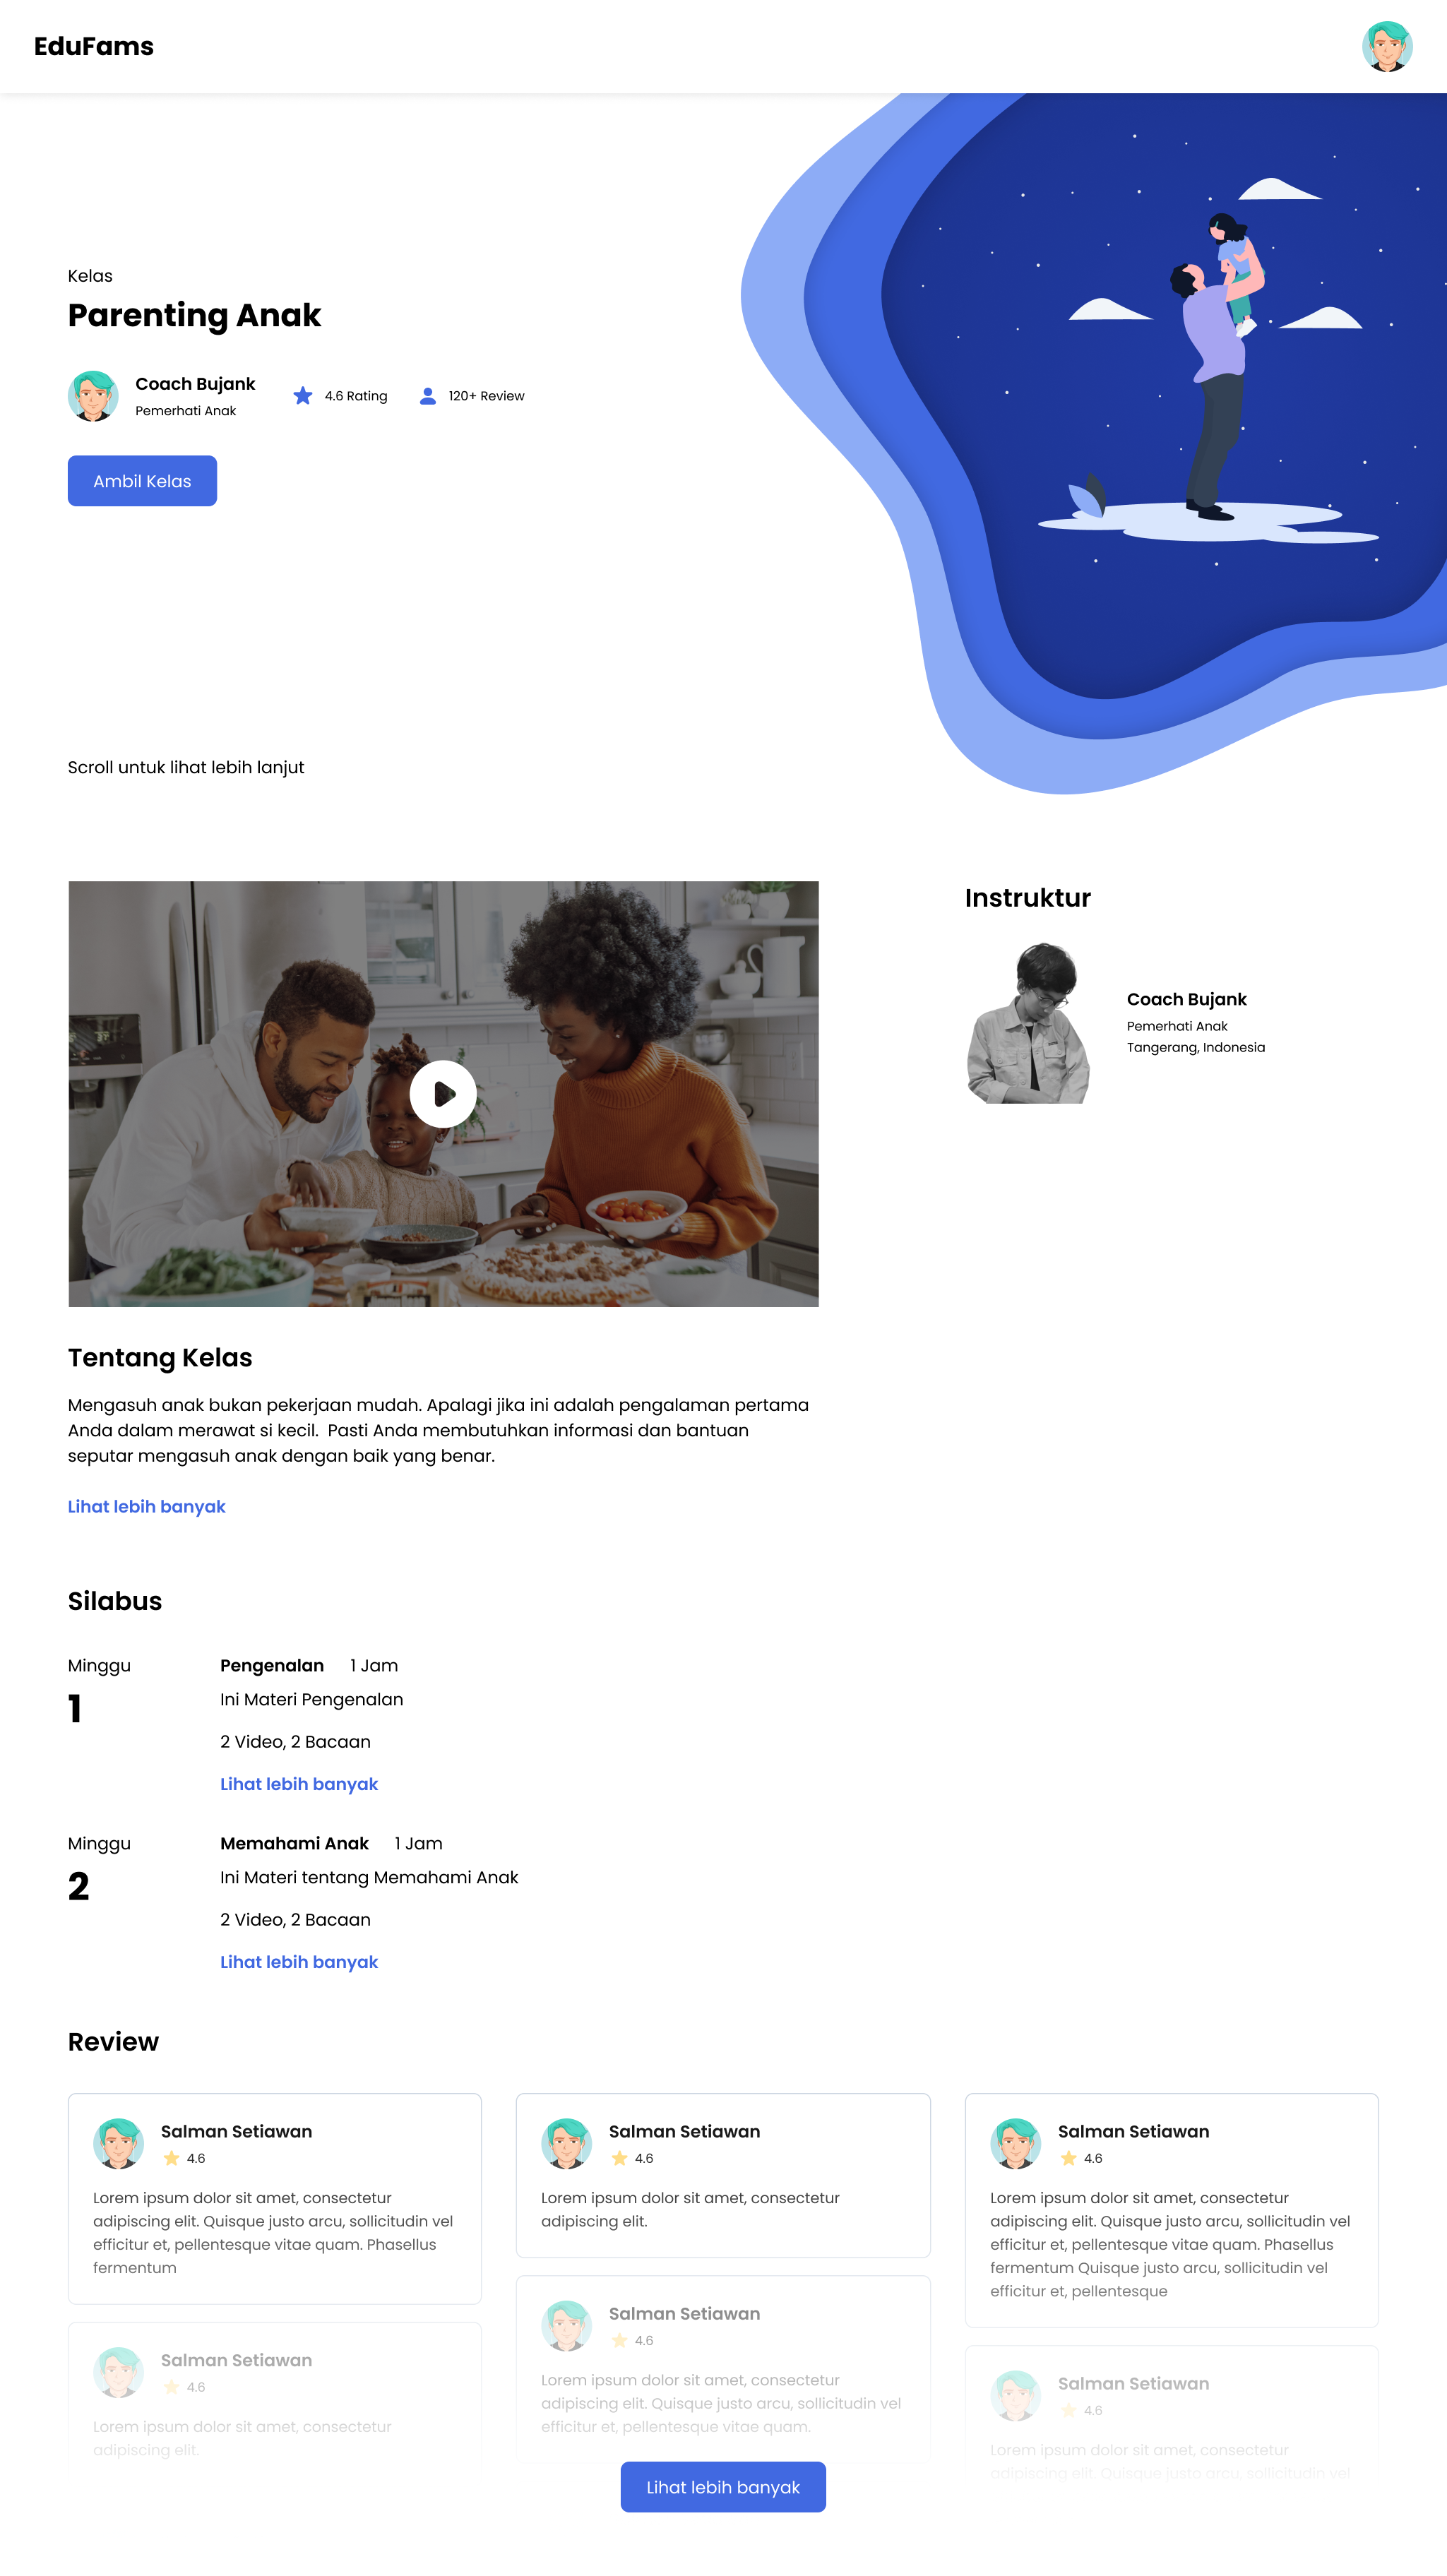 EduFams
Kelas
Parenting Anak
Coach Bujank
Pemerhati Anak
4.6 Rating
120+ Review
Ambil Kelas
Scroll untuk lihat lebih lanjut
Instruktur
Coach Bujank
Pemerhati Anak
Tangerang, Indonesia
Tentang Kelas
Mengasuh anak bukan pekerjaan mudah. Apalagi jika ini adalah pengalaman pertama
Anda dalam merawat si kecil.  Pasti Anda membutuhkan informasi dan bantuan
seputar mengasuh anak dengan baik yang benar.
Lihat lebih banyak
Silabus
Minggu
1
Pengenalan 1 Jam
Ini Materi Pengenalan
2 Video, 2 Bacaan
Lihat lebih banyak
Minggu
2
Memahami Anak 1 Jam
Ini Materi tentang Memahami Anak
2 Video, 2 Bacaan
Lihat lebih banyak
Review
Salman Setiawan
4.6
Lorem ipsum dolor sit amet, consectetur
adipiscing elit. Quisque justo arcu, sollicitudin vel
efficitur et, pellentesque vitae quam. Phasellus
fermentum
Salman Setiawan
4.6
Lorem ipsum dolor sit amet, consectetur
adipiscing elit.
Salman Setiawan
4.6
Lorem ipsum dolor sit amet, consectetur
adipiscing elit.
Salman Setiawan
4.6
Lorem ipsum dolor sit amet, consectetur
adipiscing elit. Quisque justo arcu, sollicitudin vel
efficitur et, pellentesque vitae quam.
Salman Setiawan
4.6
Lorem ipsum dolor sit amet, consectetur
adipiscing elit. Quisque justo arcu, sollicitudin vel
efficitur et, pellentesque vitae quam. Phasellus
fermentum Quisque justo arcu, sollicitudin vel
efficitur et, pellentesque
Salman Setiawan
4.6
Lorem ipsum dolor sit amet, consectetur
adipiscing elit. Quisque justo arcu, sollicitudin vel
Lihat lebih banyak